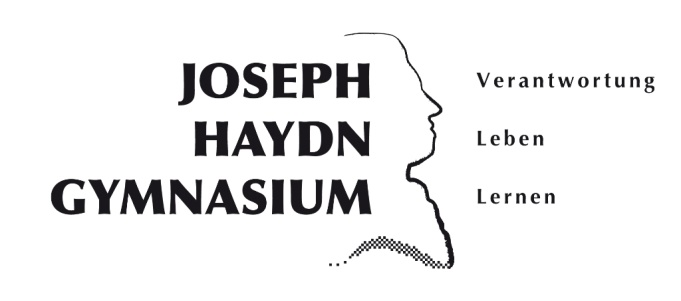 JOSEPH
HAYDN
GYMNASIUM
Verantwortung
Leben
Lernen